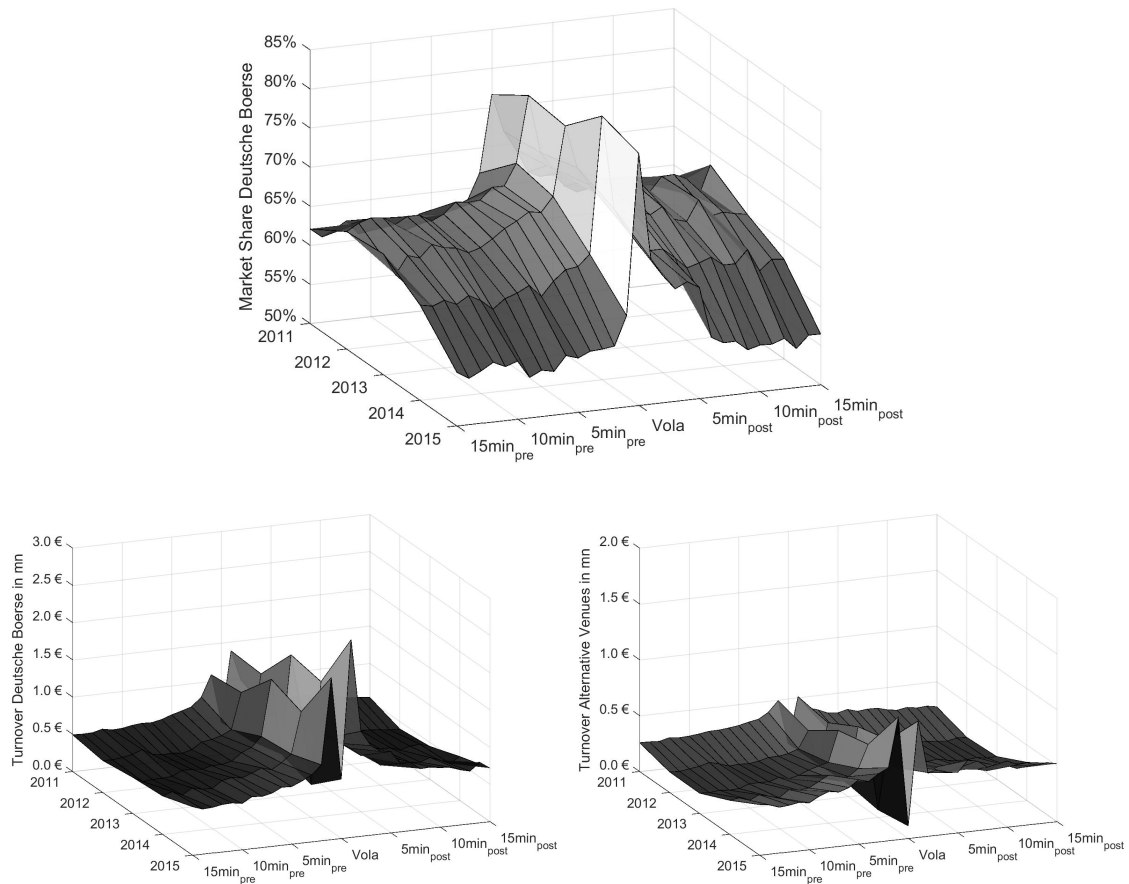 Market Share Deutsche Boerse
85%
80%
75%
70%
65%
60%
55%
50%
2011
2012
2013
2014
2015
15min_pre
10min_pre
5min_pre
Vola
5min_post
10min_post
15min_post
Turnover Deutsche Boerse in mn
3.0 €
2.5 €
2.0 €
1.5 €
1.0 €
0.5 €
0.0 €
2011
2012
2013
2014
2015
15min_pre
10min_pre
5min_pre
Vola
5min_post
10min_post
15min_post
Turnover Alternative Venues in mn
2.0 €
1.5 €
1.0 €
0.5 €
0.0 €
2011
2012
2013
2014
2015
15min_pre
10min_pre
5min_pre
Vola
5min_post
10min_post
15min_post